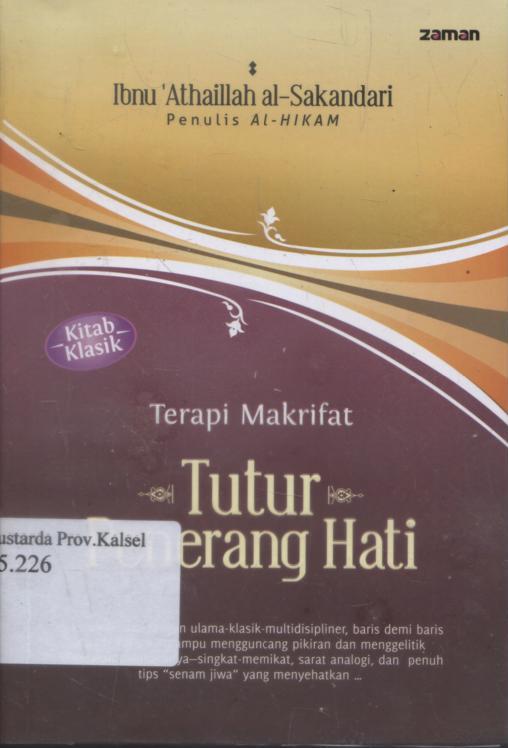 zaman
Ibnu 'Athaillah al-Sakandari
Penulis Al-HIKAM
Kitab
Klasik
Terapi Makrifat
Tutur
Penerang Hati
ustarda Prov.Kalsel
5.226
n ulama-klasik-multidisipliner, baris demi baris
ampu mengguncang pikiran dan menggelitik
ya—singkat-memikat, sarat analogi, dan penuh
tips "senam jiwa" yang menyehatkan ...